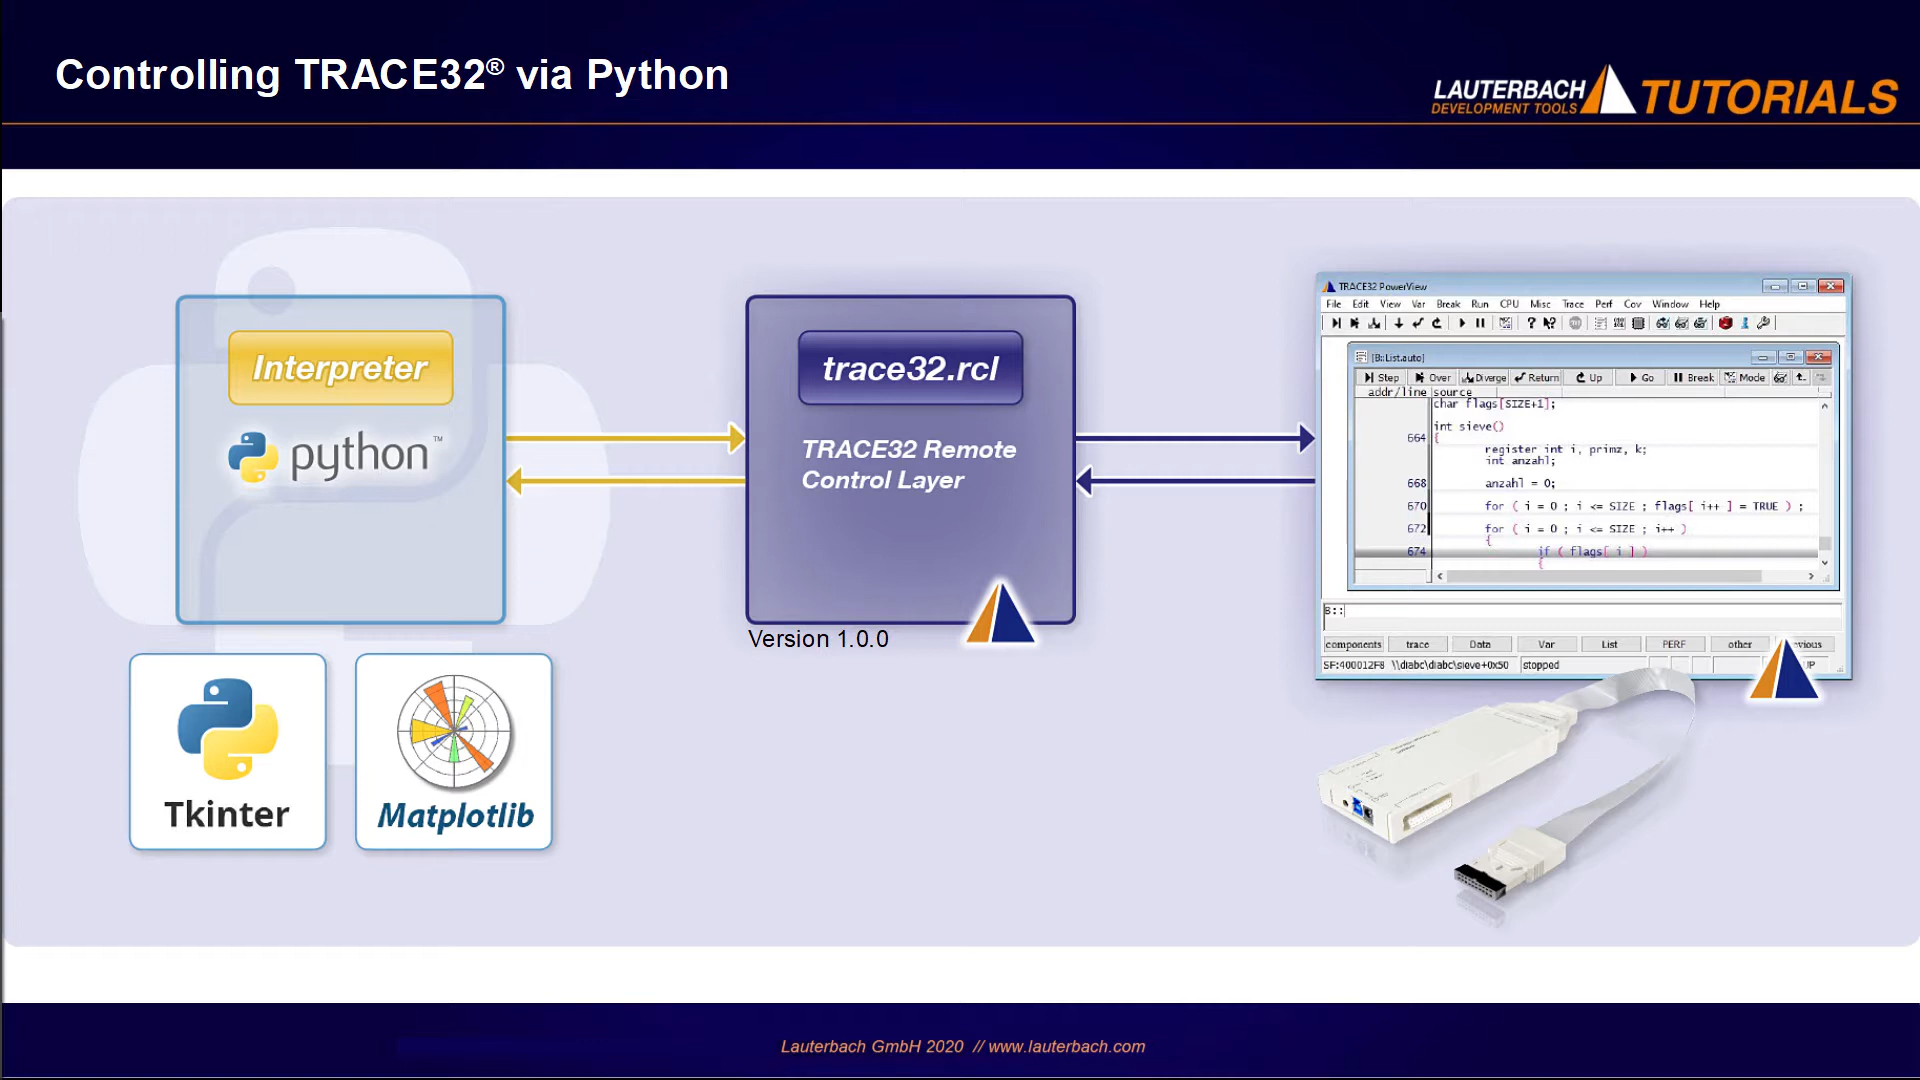 Controlling TRACE32® via Python
LAUTERBACH
DEVELOPMENT TOOLS
TUTORIALS
Interpreter
python™
Tkinter
Matplotlib
trace32.rcl
TRACE32 Remote
Control Layer
Version 1.0.0
TRACE32 PowerView
File Edit View Var Break Run CPU Misc Trace Perf Cov Window Help
[B::List.auto]
Step Over Diverge Return Up Go Break Mode
addr/line source
char flags[SIZE+1];
int sieve()
664 {
register int i, primz, k;
int anzahl;
668 anzahl = 0;
670 for ( i = 0 ; i <= SIZE ; flags[ i++ ] = TRUE ) ;
672 for ( i = 0 ; i <= SIZE ; i++ )
{
674 if ( flags[ i ] )
{
B::
components trace Data Var List PERF other
SF:400012F8 \\diabc\diabc\sieve+0x50 stopped UP
Lauterbach GmbH 2020 // www.lauterbach.com